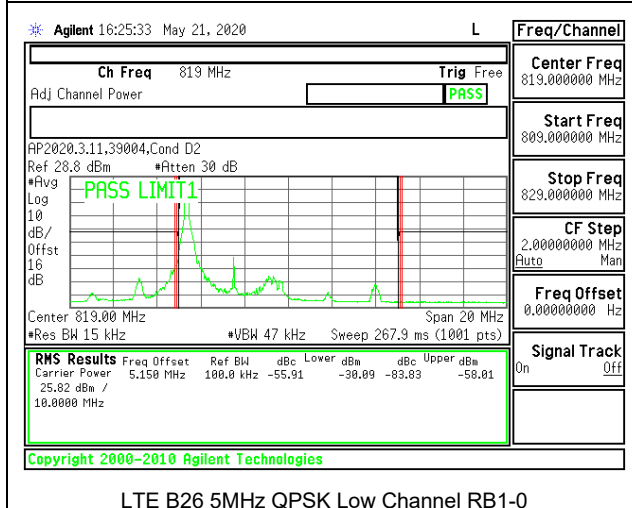 Agilent 16:25:33 May 21, 2020 L
Freq/Channel
Ch Freq 819 MHz Trig Free
Adj Channel Power PASS
AP2020.3.11,39004,Cond D2
Ref 28.8 dBm #Atten 30 dB
#Avg
Log
10
dB/
Offst
16
dB
PASS LIMIT1
Center 819.00 MHz Span 20 MHz
#Res BW 15 kHz #VBW 47 kHz Sweep 267.9 ms (1001 pts)
RMS Results Freq Offset Ref BW dBc Lower dBm dBc Upper dBm
Carrier Power 5.150 MHz 100.0 kHz -55.91 -30.09 -83.83 -58.01
25.82 dBm /
10.0000 MHz
Copyright 2000-2010 Agilent Technologies
Center Freq
819.000000 MHz
Start Freq
809.000000 MHz
Stop Freq
829.000000 MHz
CF Step
2.00000000 MHz
Auto Man
Freq Offset
0.00000000 Hz
Signal Track
On Off
LTE B26 5MHz QPSK Low Channel RB1-0